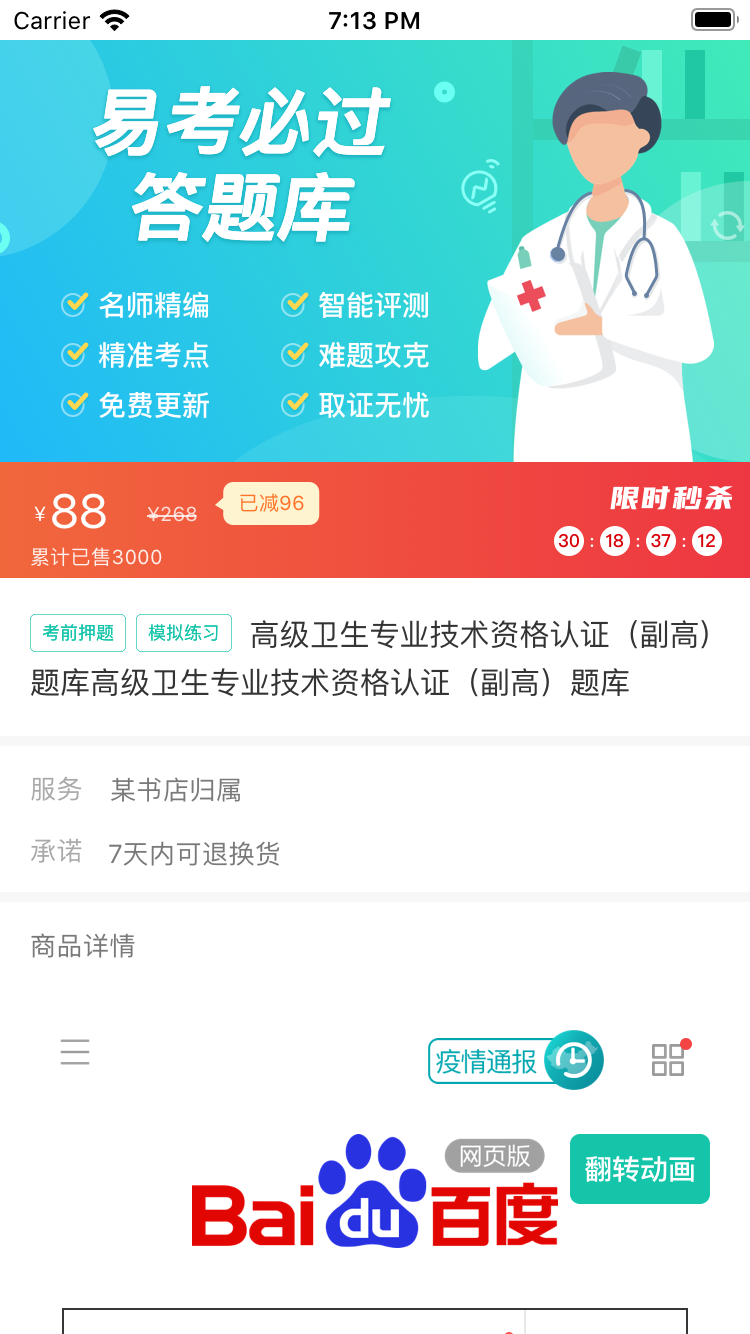 Carrier 7:13 PM
易考必过
答题库
名师精编 智能评测
精准考点 难题攻克
免费更新 取证无忧
¥88 ¥268 已减96 限时秒杀
累计已售3000 30 : 18 : 37 : 12
考前押题 模拟练习 高级卫生专业技术资格认证（副高）
题库高级卫生专业技术资格认证（副高）题库
服务 某书店归属
承诺 7天内可退换货
商品详情
疫情通报
网页版 翻转动画
Bai du 百度